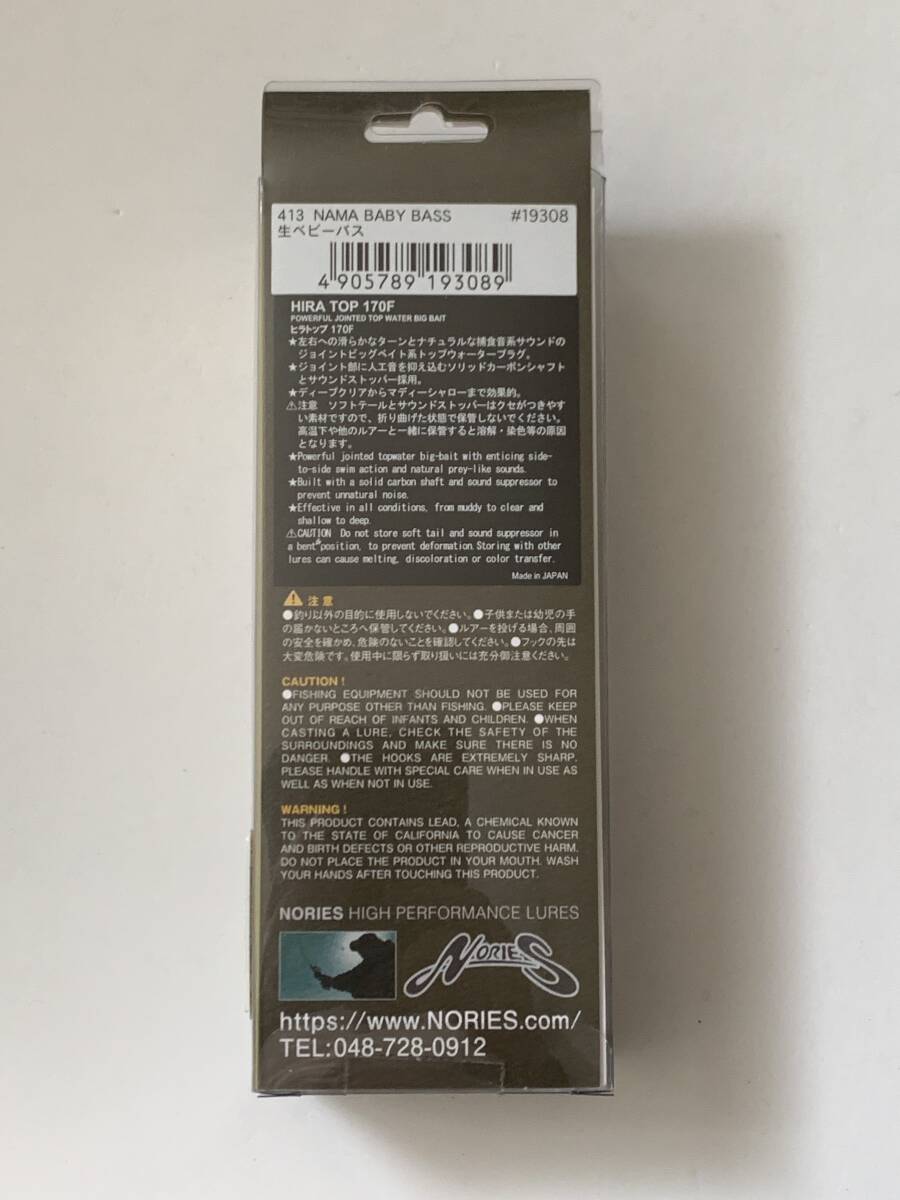 413 NAMA BABY BASS #19308
生ベビーバス
4 905789 193089
HIRA TOP 170F
POWERFUL JOINTED TOP WATER BIG BAIT
ヒラトップ 170F
★左右への滑らかなターンとナチュラルな捕食音系サウンドの
ジョイントビッグベイト系トップウォータープラグ。
★ジョイント部に人工音を抑え込むソリッドカーボンシャフト
とサウンドストッパー採用。
★ディープクリアからマディーシャローまで効果的。
⚠注意 ソフトテールとサウンドストッパーはクセがつきやす
い素材ですので、折り曲げた状態で保管しないでください。
高温下や他のルアーと一緒に保管すると溶解・染色等の原因
となります。
★Powerful jointed topwater big-bait with enticing side-
to-side swim action and natural prey-like sounds.
★Built with a solid carbon shaft and sound suppressor to
prevent unnatural noise.
★Effective in all conditions, from muddy to clear and
shallow to deep.
⚠CAUTION Do not store soft tail and sound suppressor in
a bent position, to prevent deformation. Storing with other
lures can cause melting, discoloration or color transfer.
Made in JAPAN
⚠ 注意
●釣り以外の目的に使用しないでください。●子供または幼児の手
の届かないところへ保管してください。●ルアーを投げる場合、周囲
の安全を確かめ、危険のないことを確認してください。●フックの先は
大変危険です。使用中に限らず取り扱いには充分御注意ください。
CAUTION !
●FISHING EQUIPMENT SHOULD NOT BE USED FOR
ANY PURPOSE OTHER THAN FISHING. ●PLEASE KEEP
OUT OF REACH OF INFANTS AND CHILDREN. ●WHEN
CASTING A LURE, CHECK THE SAFETY OF THE
SURROUNDINGS AND MAKE SURE THERE IS NO
DANGER. ●THE HOOKS ARE EXTREMELY SHARP.
PLEASE HANDLE WITH SPECIAL CARE WHEN IN USE AS
WELL AS WHEN NOT IN USE.
WARNING !
THIS PRODUCT CONTAINS LEAD, A CHEMICAL KNOWN
TO THE STATE OF CALIFORNIA TO CAUSE CANCER
AND BIRTH DEFECTS OR OTHER REPRODUCTIVE HARM.
DO NOT PLACE THE PRODUCT IN YOUR MOUTH. WASH
YOUR HANDS AFTER TOUCHING THIS PRODUCT.
NORIES HIGH PERFORMANCE LURES
NORIES
https://www.NORIES.com/
TEL:048-728-0912